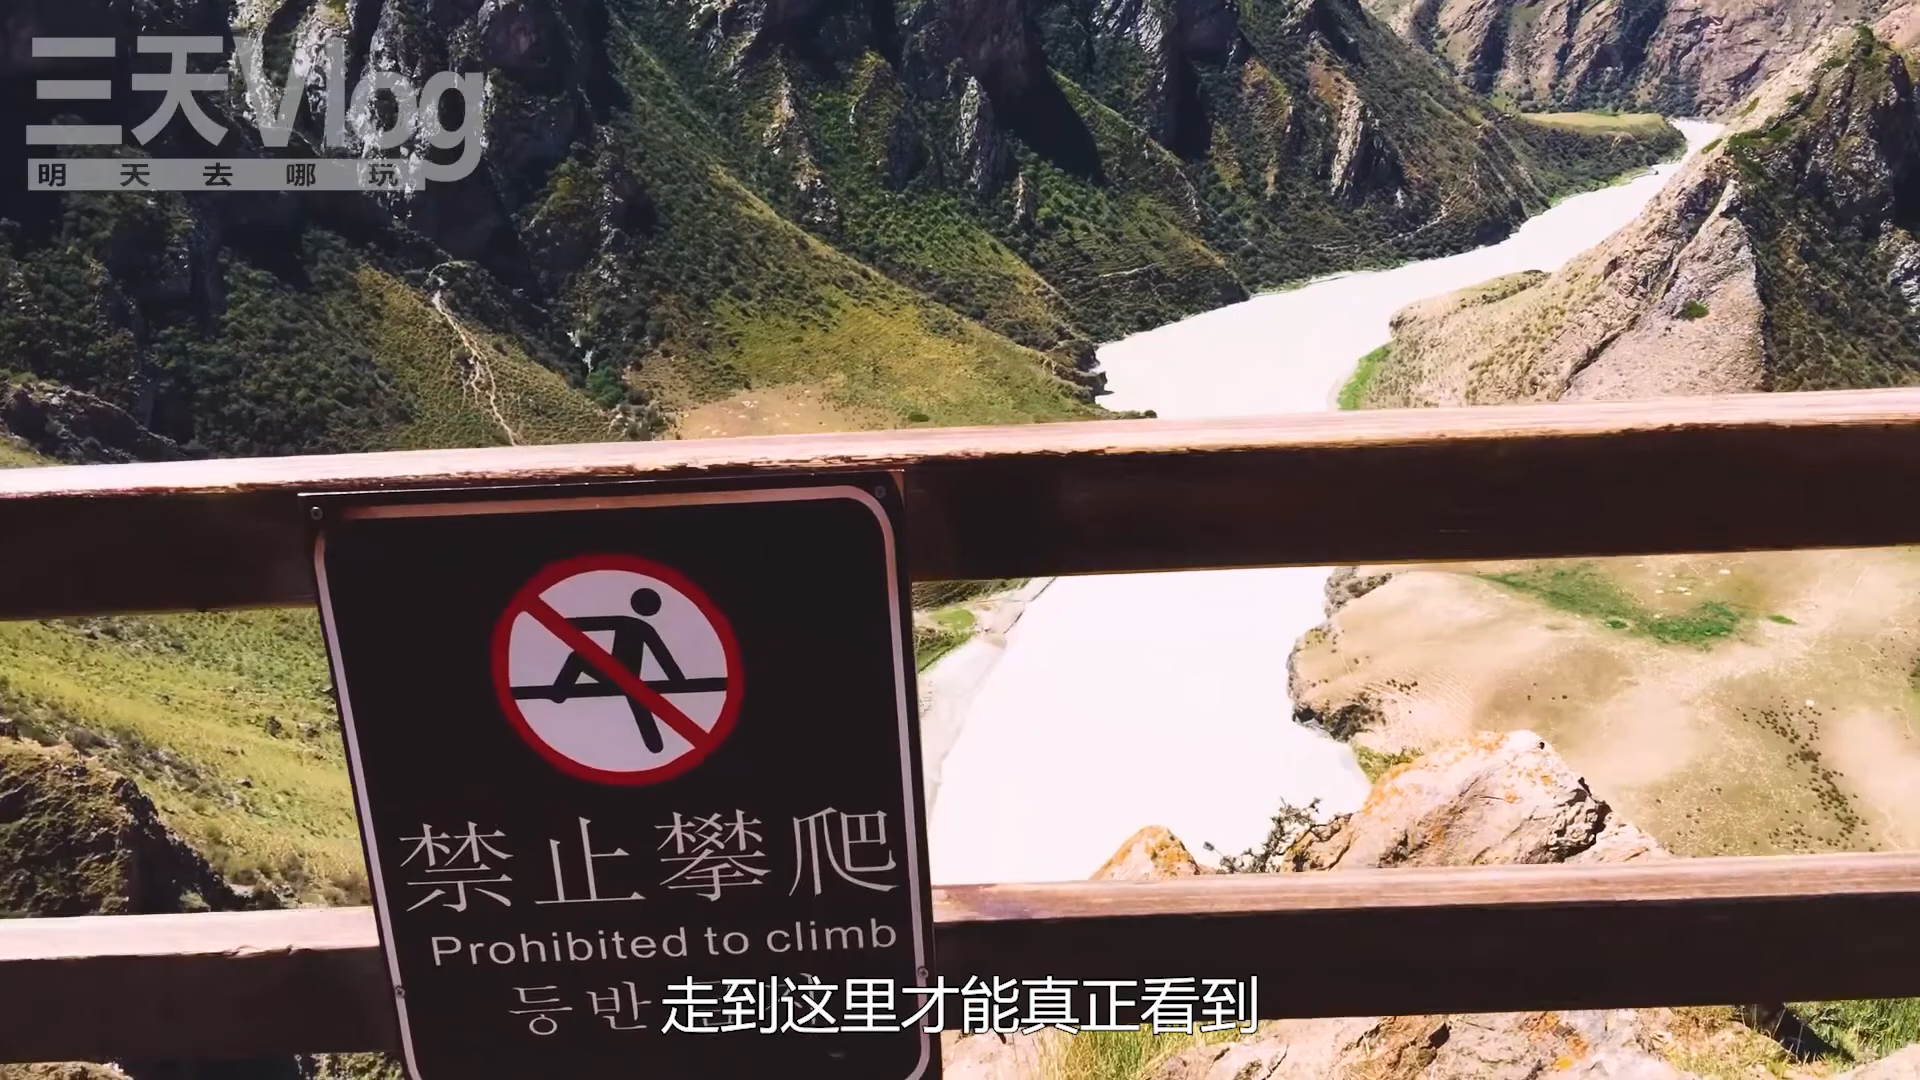 三天Vlog
明天去哪玩
禁止攀爬
Prohibited to climb
등반
走到这里才能真正看到